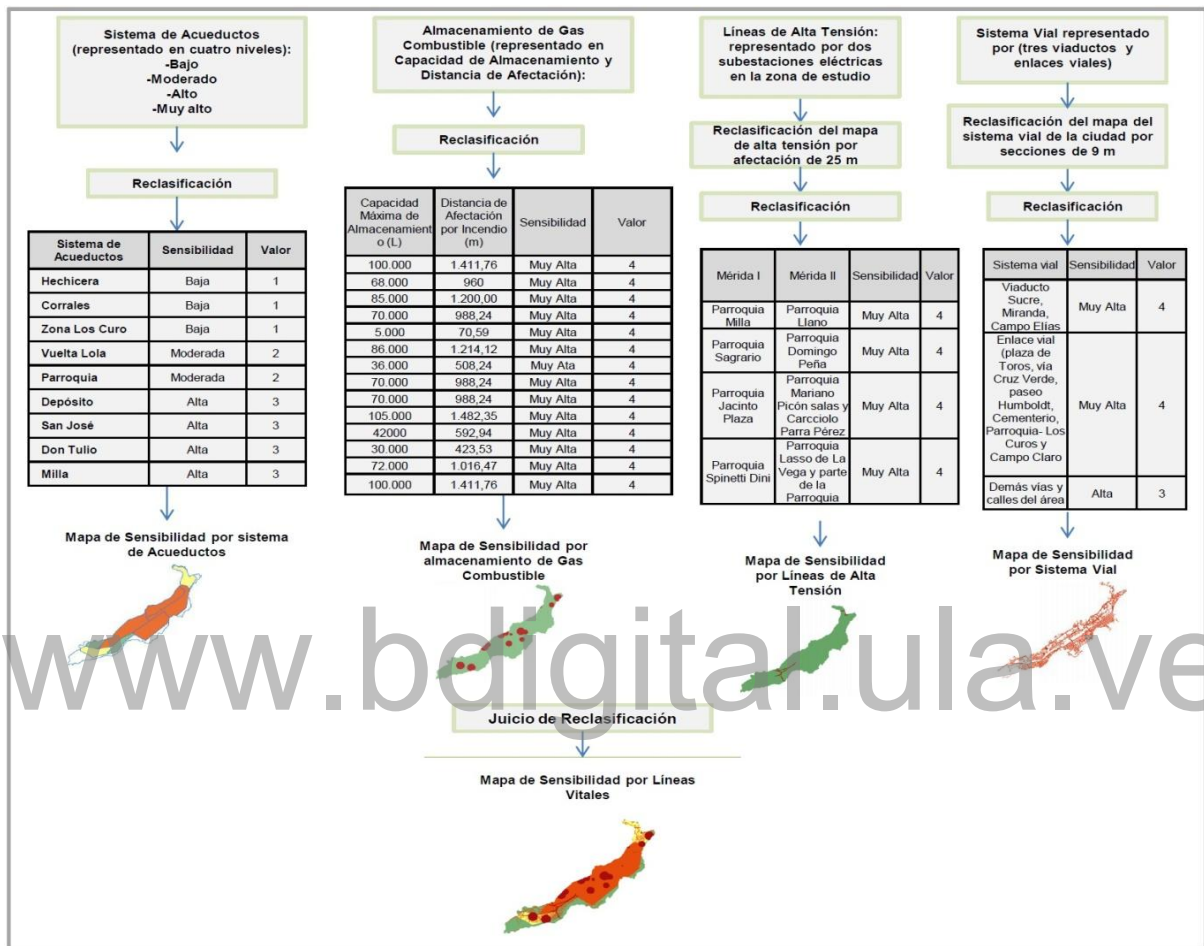 Sistema de Acueductos
(representado en cuatro niveles):
-Bajo
-Moderado
-Alto
-Muy alto
Reclasificación
Sistema de Acueductos Sensibilidad Valor
Hechicera Baja 1
Corrales Baja 1
Zona Los Curo Baja 1
Vuelta Lola Moderada 2
Parroquia Moderada 2
Depósito Alta 3
San José Alta 3
Don Tulio Alta 3
Milla Alta 3
Mapa de Sensibilidad por sistema
de Acueductos
Almacenamiento de Gas
Combustible (representado en
Capacidad de Almacenamiento y
Distancia de Afectación):
Reclasificación
Capacidad
Máxima de
Almacenamient
o (L)
Distancia de
Afectación
por Incendio
(m)
Sensibilidad
Valor
100.000 1.411,76 Muy Alta 4
68.000 960 Muy Alta 4
85.000 1.200,00 Muy Alta 4
70.000 988,24 Muy Alta 4
5.000 70,59 Muy Alta 4
86.000 1.214,12 Muy Alta 4
36.000 508,24 Muy Ata 4
70.000 988,24 Muy Alta 4
70.000 988,24 Muy Alta 4
105.000 1.482,35 Muy Alta 4
42000 592,94 Muy Alta 4
30.000 423,53 Muy Alta 4
72.000 1.016,47 Muy Alta 4
100.000 1.411,76 Muy Alta 4
Mapa de Sensibilidad por
almacenamiento de Gas
Combustible
Líneas de Alta Tensión:
representado por dos
subestaciones eléctricas
en la zona de estudio
Reclasificación del mapa
de alta tensión por
afectación de 25 m
Reclasificación
Mérida I Mérida II Sensibilidad Valor
Parroquia
Milla
Parroquia
Llano
Muy Alta 4
Parroquia
Sagrario
Parroquia
Domingo
Peña
Muy Alta 4
Parroquia
Jacinto
Plaza
Parroquia
Mariano
Picón salas y
Carcciolo
Parra Pérez
Muy Alta 4
Parroquia
Spinetti Dini
Parroquia
Lasso de La
Vega y parte
de la
Parroquia
Muy Alta 4
Mapa de Sensibilidad
por Líneas de Alta
Tensión
Sistema Vial representado
por (tres viaductos y
enlaces viales)
Reclasificación del mapa del
sistema vial de la ciudad por
secciones de 9 m
Reclasificación
Sistema vial Sensibilidad Valor
Viaducto
Sucre,
Miranda,
Campo Elías
Muy Alta 4
Enlace vial
(plaza de
Toros, vía
Cruz Verde,
paseo
Humboldt,
Cementerio,
Parroquia- Los
Curos y
Campo Claro
Muy Alta 4
Demás vías y
calles del área
Alta 3
Mapa de Sensibilidad
por Sistema Vial
www.bdigital.ula.ve
Juicio de Reclasificación
Mapa de Sensibilidad por Líneas
Vitales